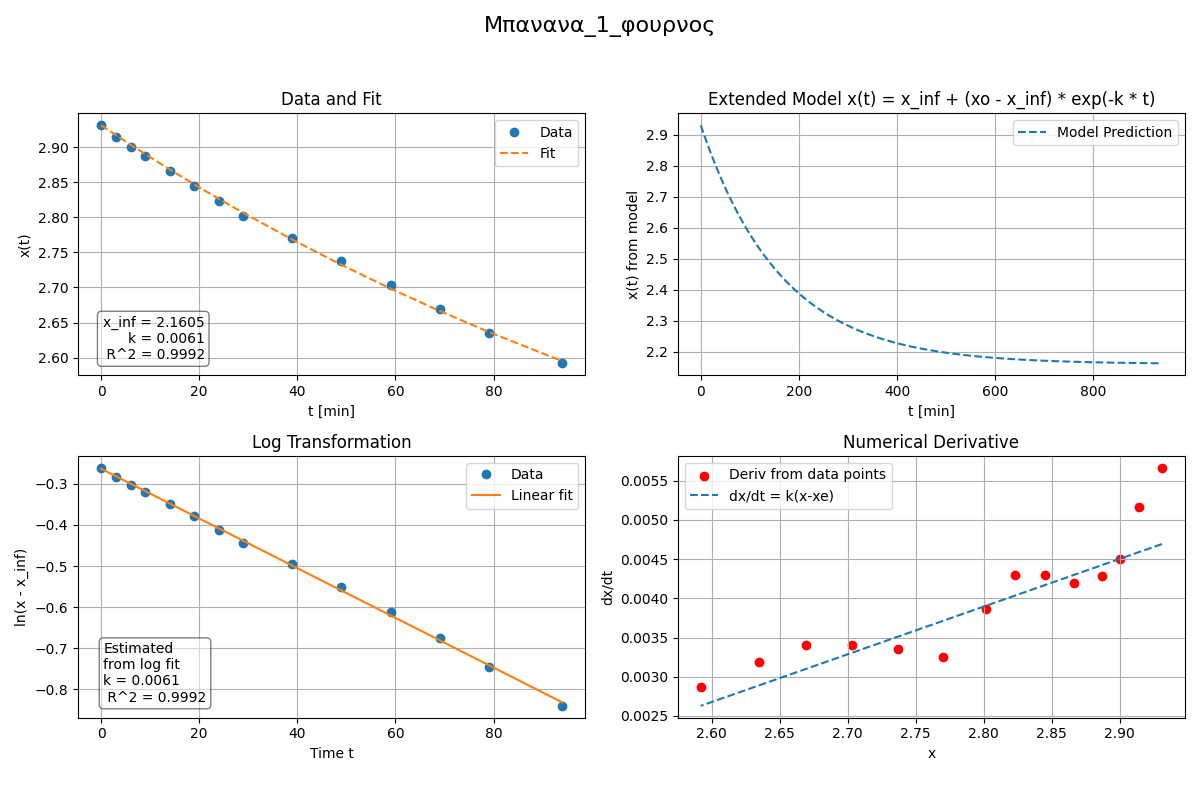 Μπανανα_1_φουρνος
Data and Fit
x(t)
2.90
2.85
2.80
2.75
2.70
2.65
2.60
Data
Fit
x_inf = 2.1605
k = 0.0061
R^2 = 0.9992
0 20 40 60 80
t [min]
Extended Model x(t) = x_inf + (xo - x_inf) * exp(-k * t)
x(t) from model
2.9
2.8
2.7
2.6
2.5
2.4
2.3
2.2
Model Prediction
0 200 400 600 800
t [min]
Log Transformation
ln(x - x_inf)
−0.3
−0.4
−0.5
−0.6
−0.7
−0.8
Data
Linear fit
Estimated
from log fit
k = 0.0061
R^2 = 0.9992
0 20 40 60 80
Time t
Numerical Derivative
dx/dt
0.0055
0.0050
0.0045
0.0040
0.0035
0.0030
0.0025
Deriv from data points
dx/dt = k(x-xe)
2.60 2.65 2.70 2.75 2.80 2.85 2.90
x